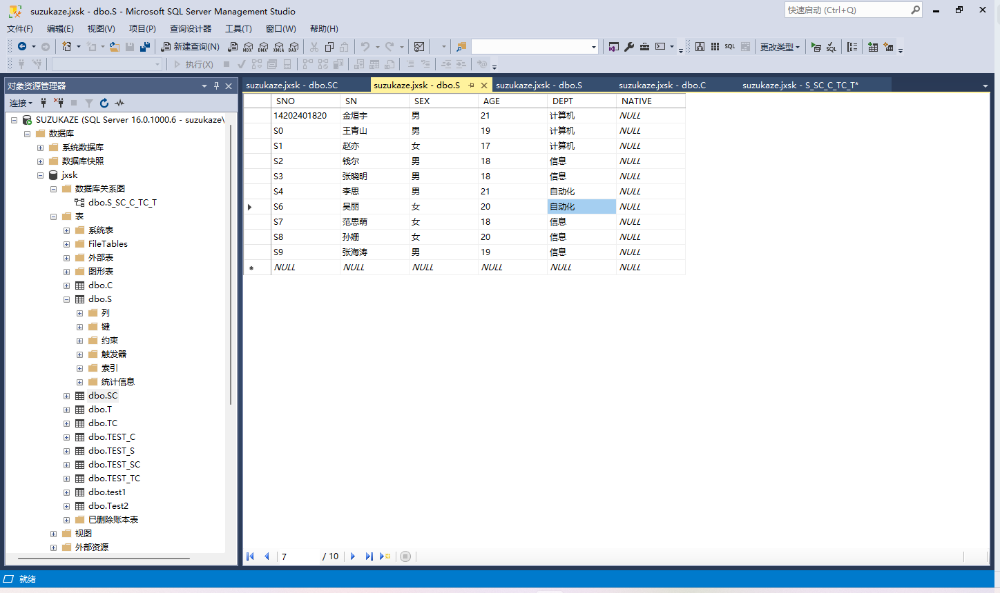 suzukaze.jxsk - dbo.S - Microsoft SQL Server Management Studio
快速启动 (Ctrl+Q)
文件(F) 编辑(E) 视图(V) 项目(P) 查询设计器 工具(T) 窗口(W) 帮助(H)
新建查询(N) MDX DMX XMLA DAX SQL 更改类型 SQL
执行(X)
对象资源管理器
连接
SUZUKAZE (SQL Server 16.0.1000.6 - suzukaze\
数据库
系统数据库
数据库快照
jxsk
数据库关系图
dbo.S_SC_C_TC_T
表
系统表
FileTables
外部表
图形表
dbo.C
dbo.S
列
键
约束
触发器
索引
统计信息
dbo.SC
dbo.T
dbo.TC
dbo.TEST_C
dbo.TEST_S
dbo.TEST_SC
dbo.TEST_TC
dbo.test1
dbo.Test2
已删除账本表
视图
外部资源
suzukaze.jxsk - dbo.SC suzukaze.jxsk - dbo.S suzukaze.jxsk - dbo.S suzukaze.jxsk - dbo.C suzukaze.jxsk - S_SC_C_TC_T*
SNO SN SEX AGE DEPT NATIVE
14202401820 金烜宇 男 21 计算机 NULL
S0 王青山 男 19 计算机 NULL
S1 赵亦 女 17 计算机 NULL
S2 钱尔 男 18 信息 NULL
S3 张晓明 男 18 信息 NULL
S4 李思 男 21 自动化 NULL
S6 吴丽 女 20 自动化 NULL
S7 范思萌 女 18 信息 NULL
S8 孙姗 女 20 信息 NULL
S9 张海涛 男 19 信息 NULL
NULL NULL NULL NULL NULL NULL
7 / 10
就绪